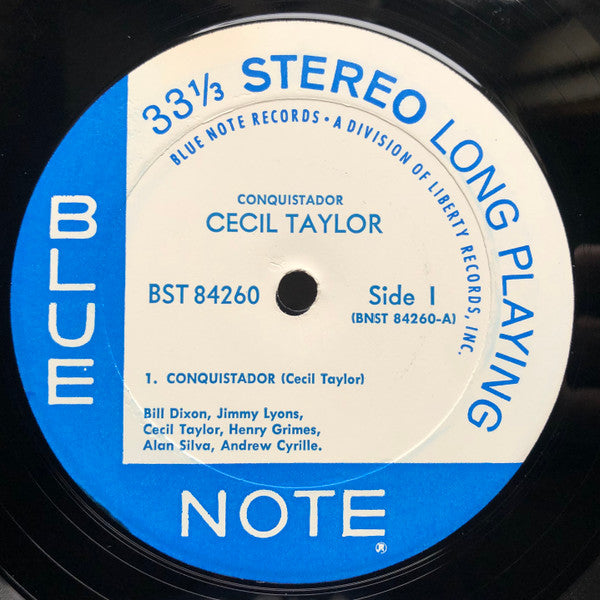 33⅓ STEREO LONG PLAYING
BLUE NOTE RECORDS • A DIVISION OF LIBERTY RECORDS, INC.
CONQUISTADOR
CECIL TAYLOR
BST 84260
Side 1
(BNST 84260-A)
1. CONQUISTADOR (Cecil Taylor)
Bill Dixon, Jimmy Lyons,
Cecil Taylor, Henry Grimes,
Alan Silva, Andrew Cyrille.
BLUE
NOTE®